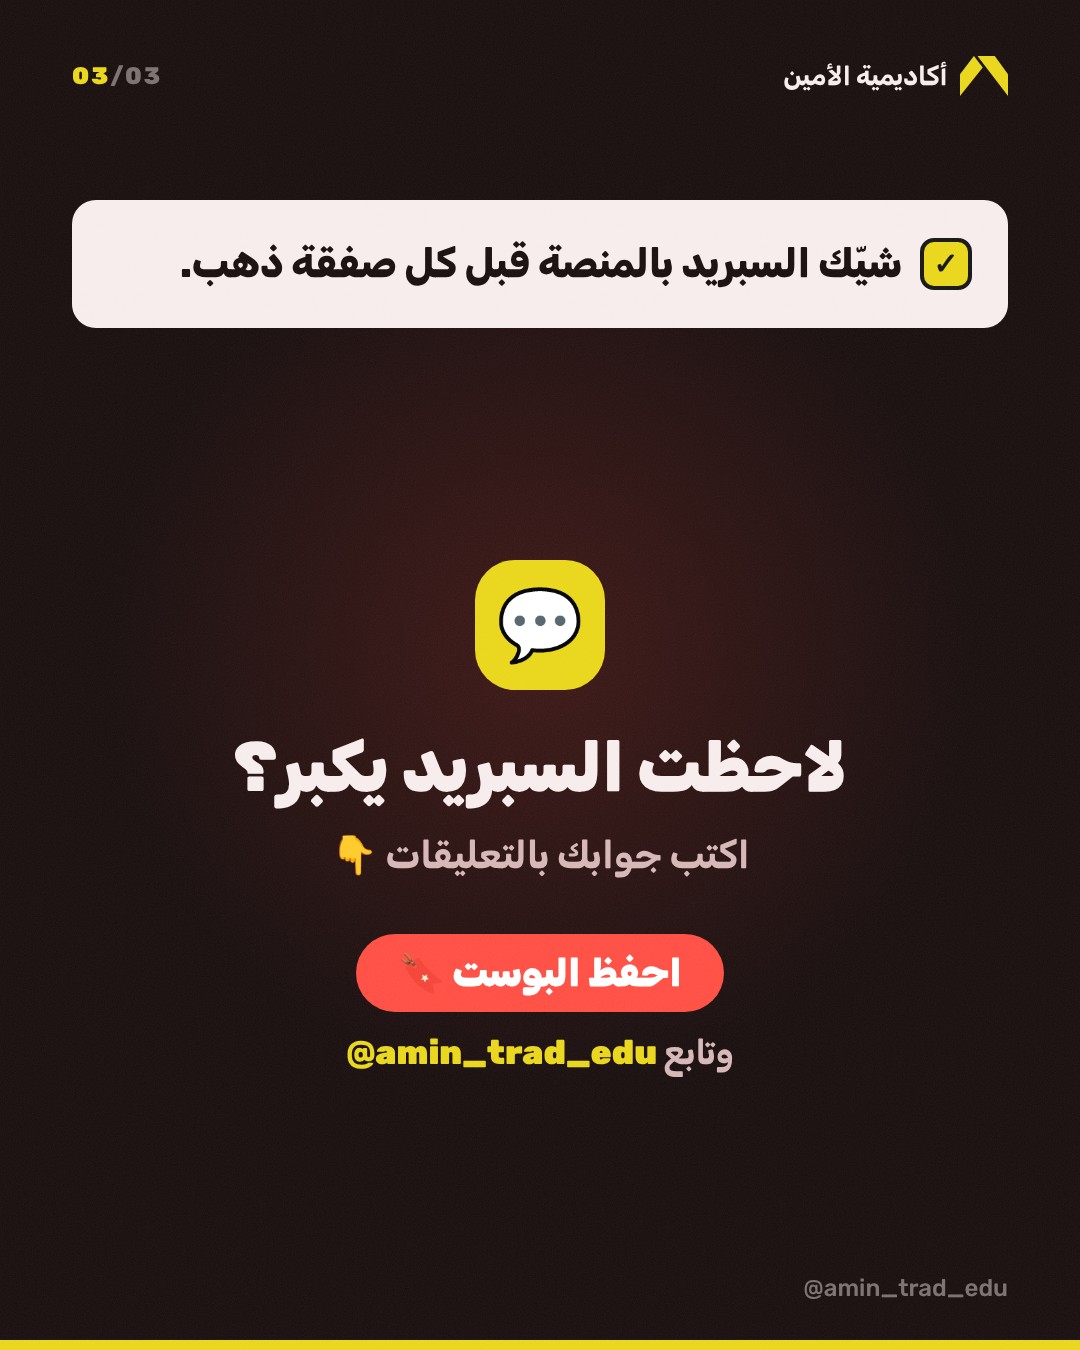 أكاديمية الأمين
03/03
شيّك السبريد بالمنصة قبل كل صفقة ذهب.
لاحظت السبريد يكبر؟
اكتب جوابك بالتعليقات 👇
احفظ البوست 🔖
وتابع @amin_trad_edu
@amin_trad_edu